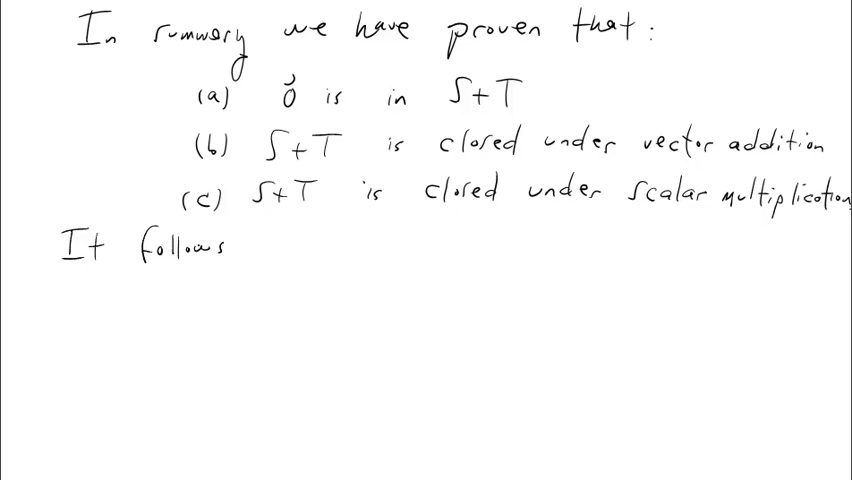 In summary we have proven that:
(a) 0⃗ is in S+T
(b) S+T is closed under vector addition
(c) S+T is closed under scalar multiplication
It follows